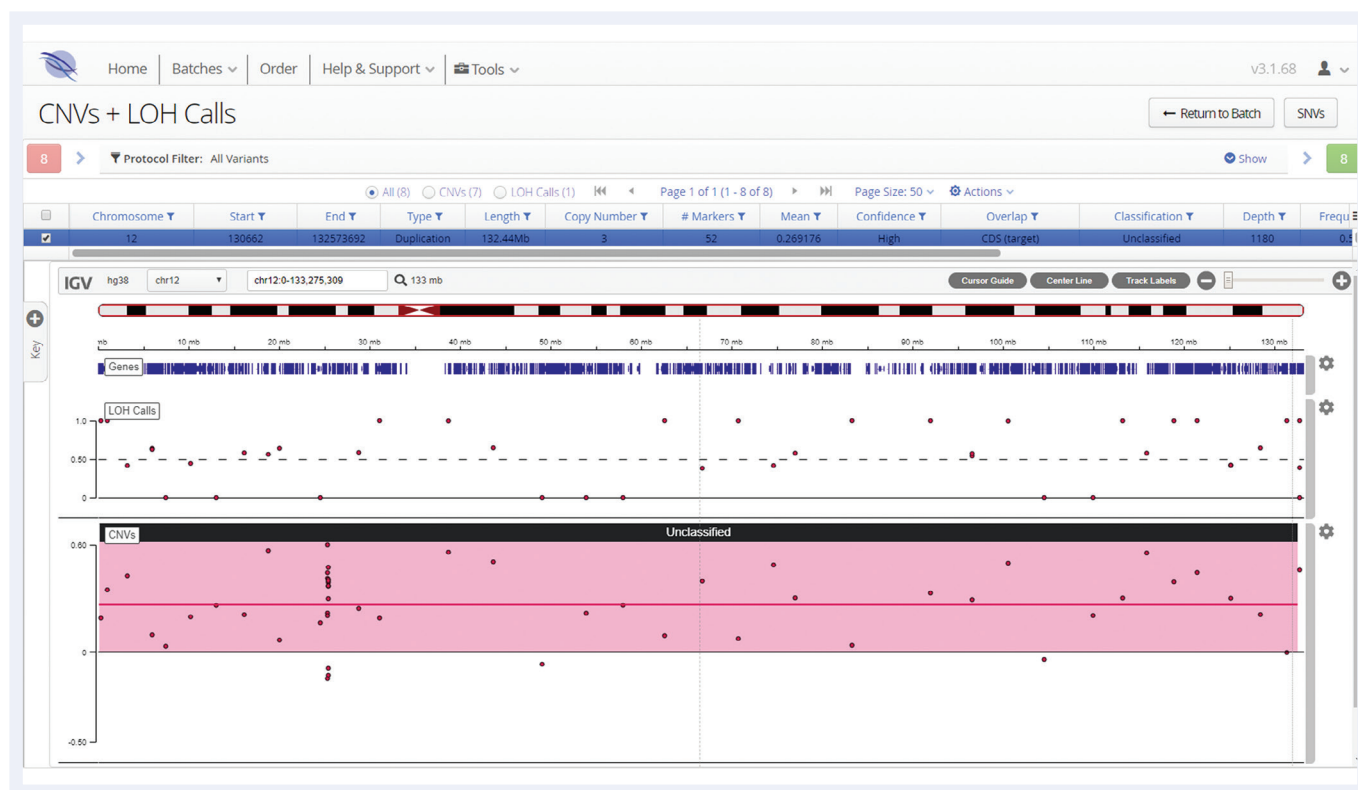 Home Batches Order Help & Support Tools v3.1.68
CNVs + LOH Calls ← Return to Batch SNVs
8 Protocol Filter: All Variants Show 8
All (8) CNVs (7) LOH Calls (1) Page 1 of 1 (1 - 8 of 8) Page Size: 50 Actions
Chromosome Start End Type Length Copy Number # Markers Mean Confidence Overlap Classification Depth Frequ
12 130662 132573692 Duplication 132.44Mb 3 52 0.269176 High CDS (target) Unclassified 1180 0.5
IGV hg38 chr12 chr12:0-133,275,309 133 mb Cursor Guide Center Line Track Labels
Key
mb 10 mb 20 mb 30 mb 40 mb 50 mb 60 mb 70 mb 80 mb 90 mb 100 mb 110 mb 120 mb 130 mb
Genes
LOH Calls
1.0
0.50
0
CNVs Unclassified
0.60
0
-0.50